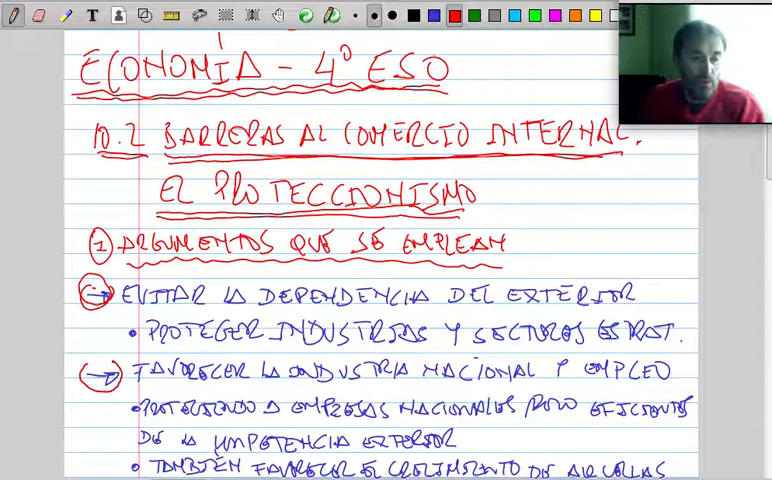 ECONOMÍA - 4º ESO
10.2 BARRERAS AL COMERCIO INTERNAC.
EL PROTECCIONISMO
1 ARGUMENTOS QUE SE EMPLEAN
→ EVITAR LA DEPENDENCIA DEL EXTERIOR
• PROTEGER INDUSTRIAS Y SECTORES ESTRAT.
→ FAVORECER LA INDUSTRIA NACIONAL Y EMPLEO
• PROTEGIENDO A EMPRESAS NACIONALES POCO EFICIENTES
DE LA COMPETENCIA EXTERIOR
• TAMBIÉN FAVORECER EL CRECIMIENTO DE AQUELLAS